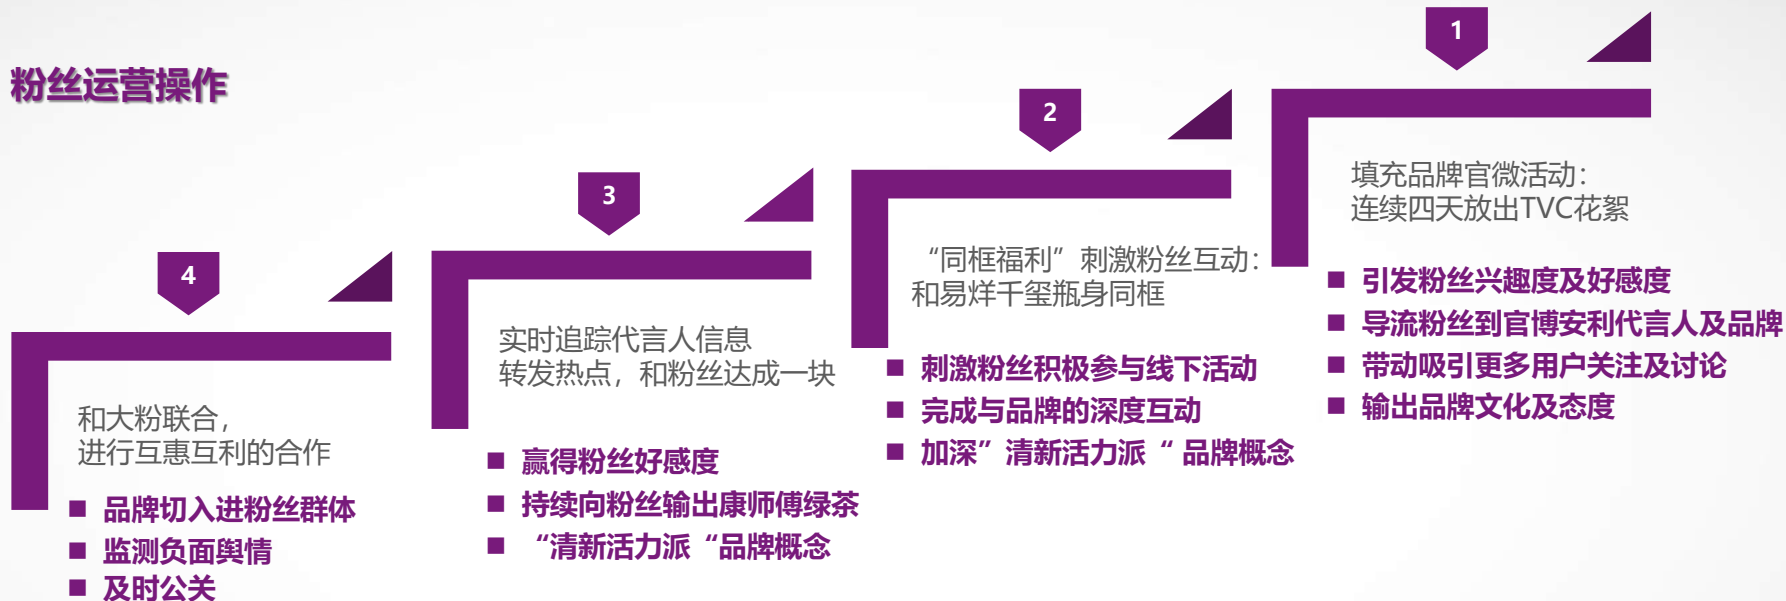 粉丝运营操作
1
填充品牌官微活动：
连续四天放出TVC花絮
■ 引发粉丝兴趣度及好感度
■ 导流粉丝到官博安利代言人及品牌
■ 带动吸引更多用户关注及讨论
■ 输出品牌文化及态度
2
“同框福利”刺激粉丝互动：
和易烊千玺瓶身同框
■ 刺激粉丝积极参与线下活动
■ 完成与品牌的深度互动
■ 加深”清新活力派“ 品牌概念
3
实时追踪代言人信息
转发热点，和粉丝达成一块
■ 赢得粉丝好感度
■ 持续向粉丝输出康师傅绿茶
■ “清新活力派“品牌概念
4
和大粉联合，
进行互惠互利的合作
■ 品牌切入进粉丝群体
■ 监测负面舆情
■ 及时公关